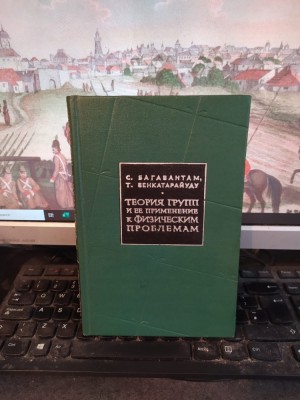 С. БАГАВАНТАМ,
Т. ВЕНКАТАРАЙУДУ
ТЕОРИЯ ГРУПП
И ЕЕ ПРИМЕНЕНИЕ
К ФИЗИЧЕСКИМ
ПРОБЛЕМАМ